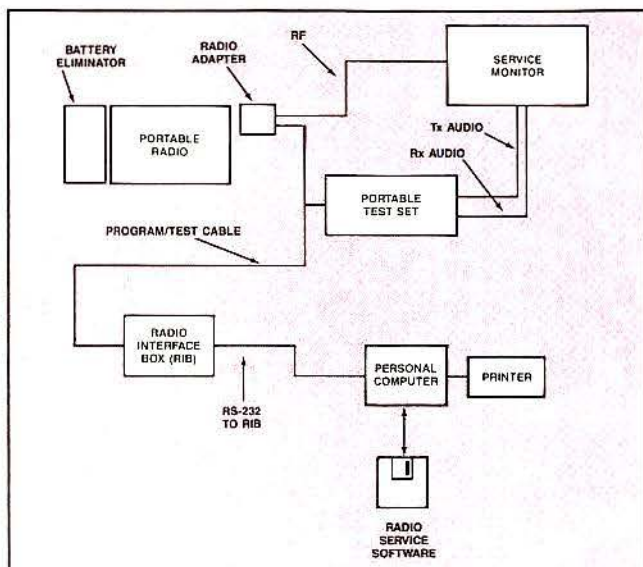 BATTERY
ELIMINATOR
RADIO
ADAPTER
RF
SERVICE
MONITOR
PORTABLE
RADIO
Tx AUDIO
Rx AUDIO
PORTABLE
TEST SET
PROGRAM/TEST CABLE
RADIO
INTERFACE
BOX (RIB)
PERSONAL
COMPUTER
PRINTER
RS-232
TO RIB
RADIO
SERVICE
SOFTWARE